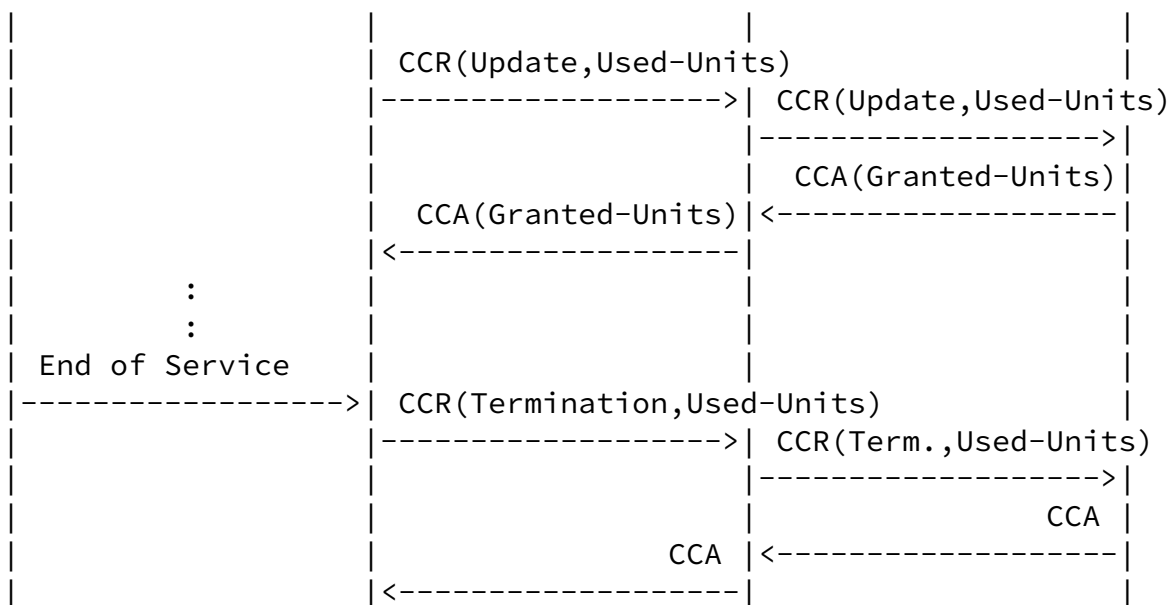 CCR(Update,Used-Units)
CCR(Update,Used-Units)
CCA(Granted-Units)
CCA(Granted-Units)
:
:
End of Service
CCR(Termination,Used-Units)
CCR(Term.,Used-Units)
CCA
CCA